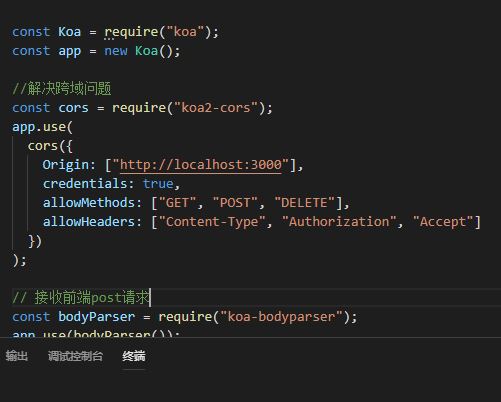 const Koa = require("koa");
const app = new Koa();
//解决跨域问题
const cors = require("koa2-cors");
app.use(
cors({
Origin: ["http://localhost:3000"],
credentials: true,
allowMethods: ["GET", "POST", "DELETE"],
allowHeaders: ["Content-Type", "Authorization", "Accept"]
})
);
// 接收前端post请求
const bodyParser = require("koa-bodyparser");
app.use(bodyParser());
输出 调试控制台 终端